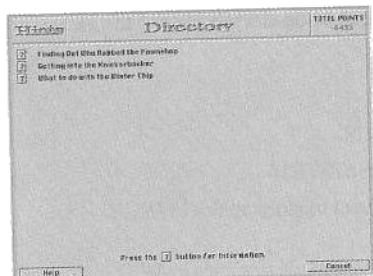 Hints
Directory
TOTAL POINTS
? Finding Out Who Robbed the Pawnshop
? Getting into the Knickerbocker
? What to do with the Winter Chip
Press the ? button for information.
Help
Cancel